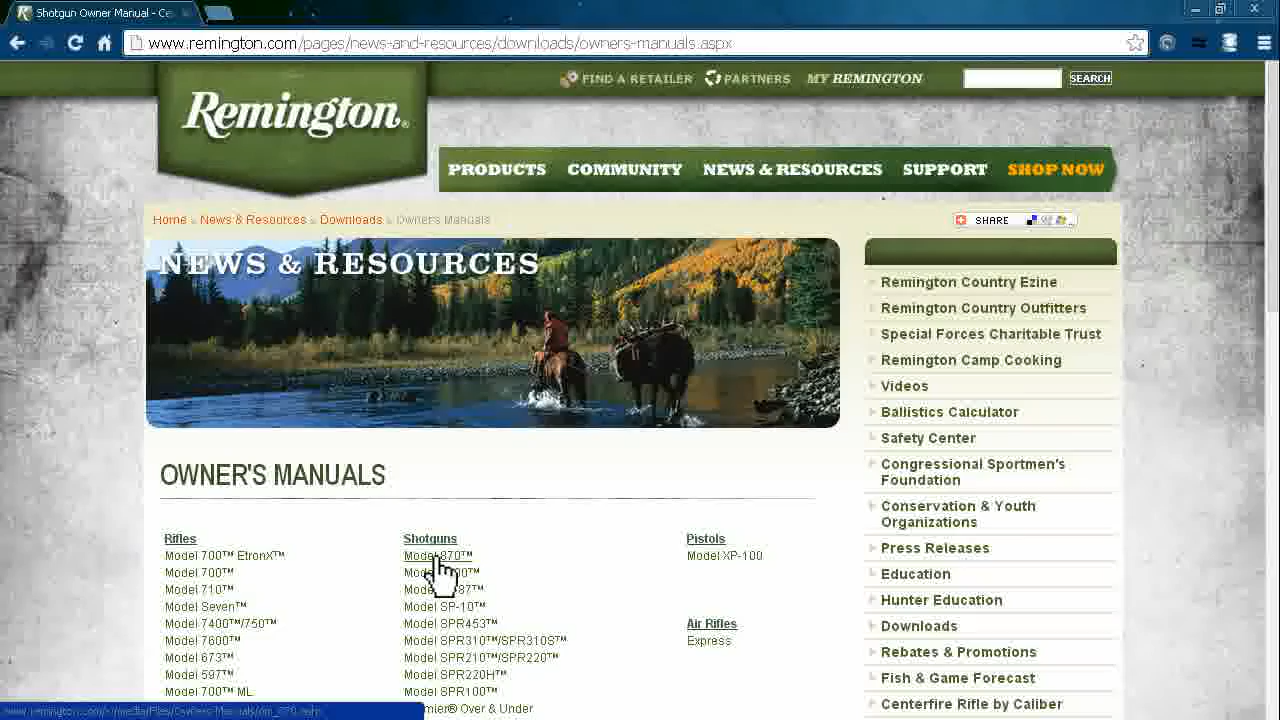 Shotgun Owner Manual - Ce
www.remington.com/pages/news-and-resources/downloads/owners-manuals.aspx
FIND A RETAILER PARTNERS MY REMINGTON SEARCH
Remington®
PRODUCTS COMMUNITY NEWS & RESOURCES SUPPORT SHOP NOW
Home » News & Resources » Downloads » Owner's Manuals
SHARE
NEWS & RESOURCES
OWNER'S MANUALS
Rifles
Model 700™ EtronX™
Model 700™
Model 710™
Model Seven™
Model 7400™/750™
Model 7600™
Model 673™
Model 597™
Model 700™ ML
Shotguns
Model 870™
Model SP-10™
Model SPR453™
Model SPR310™/SPR310S™
Model SPR210™/SPR220™
Model SPR220H™
Model SPR100™
Over & Under
Pistols
Model XP-100
Air Rifles
Express
Remington Country Ezine
Remington Country Outfitters
Special Forces Charitable Trust
Remington Camp Cooking
Videos
Ballistics Calculator
Safety Center
Congressional Sportmen's
Foundation
Conservation & Youth
Organizations
Press Releases
Education
Hunter Education
Downloads
Rebates & Promotions
Fish & Game Forecast
Centerfire Rifle by Caliber